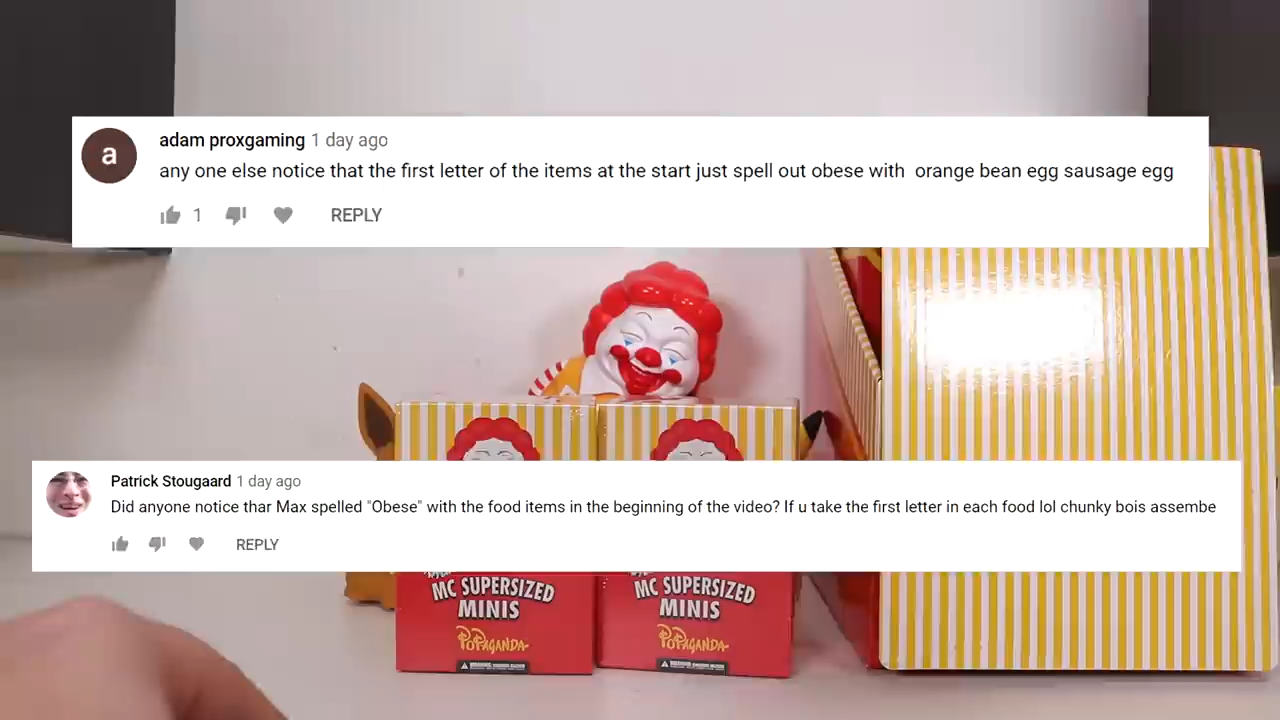 a
adam proxgaming 1 day ago
any one else notice that the first letter of the items at the start just spell out obese with  orange bean egg sausage egg
1
REPLY
Patrick Stougaard 1 day ago
Did anyone notice thar Max spelled "Obese" with the food items in the beginning of the video? If u take the first letter in each food lol chunky bois assembe
REPLY
MC SUPERSIZED
MINIS
POPAGANDA
MC SUPERSIZED
MINIS
POPAGANDA